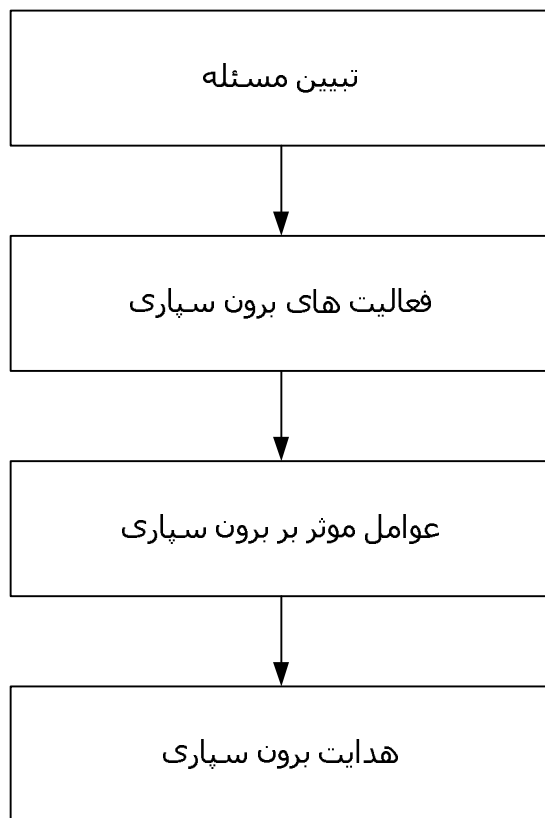 تبیین مسئله
فعالیت های برون سپاری
عوامل موثر بر برون سپاری
هدایت برون سپاری